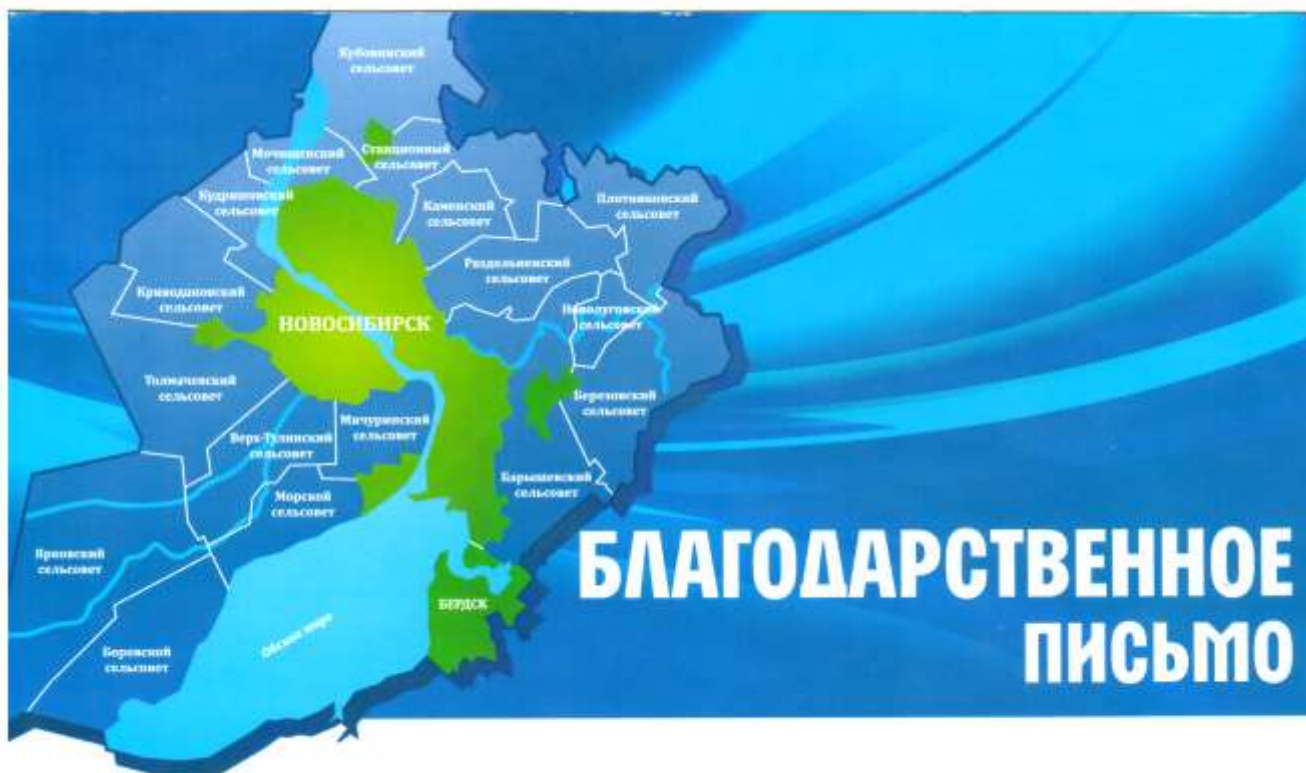 Кубовинский
сельсовет
Мочищенский
сельсовет
Станционный
сельсовет
Кудряшовский
сельсовет
Каменский
сельсовет
Плотниковский
сельсовет
Раздольненский
сельсовет
Криводановский
сельсовет
Новолуговской
сельсовет
НОВОСИБИРСК
Толмачевский
сельсовет
Березовский
сельсовет
Мичуринский
сельсовет
Верх-Тулинский
сельсовет
Барышевский
сельсовет
Морской
сельсовет
Ярковский
сельсовет
БЕРДСК
Обское море
Боровской
сельсовет
БЛАГОДАРСТВЕННОЕ
ПИСЬМО